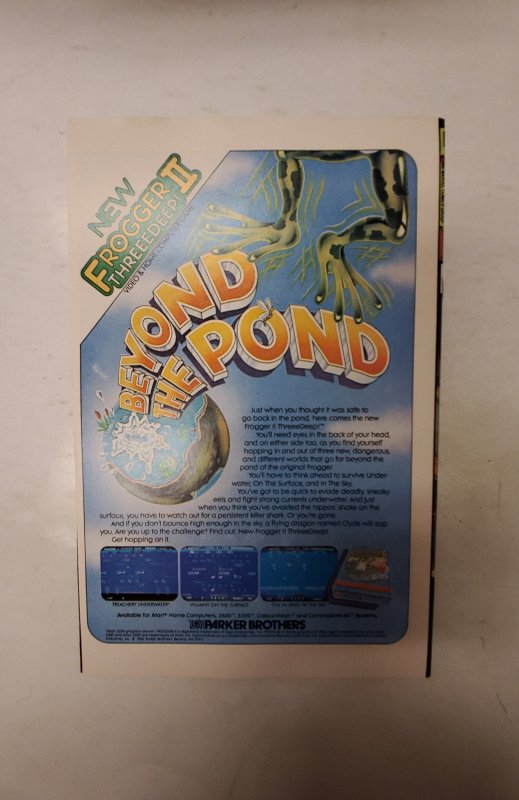 NEW
FROGGER II
THREEEDEEP!
VIDEO & HOME COMPUTER
BEYOND
THE POND
Just when you thought it was safe to
go back in the pond, here comes the new
Frogger II ThreeeDeep!™
You'll need eyes in the back of your head,
and on either side too, as you find yourself
hopping in and out of three new, dangerous,
and different worlds that go far beyond the
pond of the original Frogger.
You'll have to think ahead to survive Under-
water, On The Surface, and In The Sky.
You've got to be quick to evade deadly, sneaky
eels and fight strong currents underwater. And just
when you think you've avoided the hippos' shake on the
surface, you have to watch out for a persistent killer shark. Or you're gone.
And if you don't bounce high enough in the sky, a flying dragon named Clyde will zap
you. Are you up to the challenge? Find out. New Frogger II ThreeeDeep!
Get hopping on it.
TREACHERY UNDERWATER*
VILLAINY ON THE SURFACE
IN THE SKY
Available for Atari® Home Computers, 2600™, 5200™, ColecoVision™ and Commodore 64™ Systems.
PARKER BROTHERS